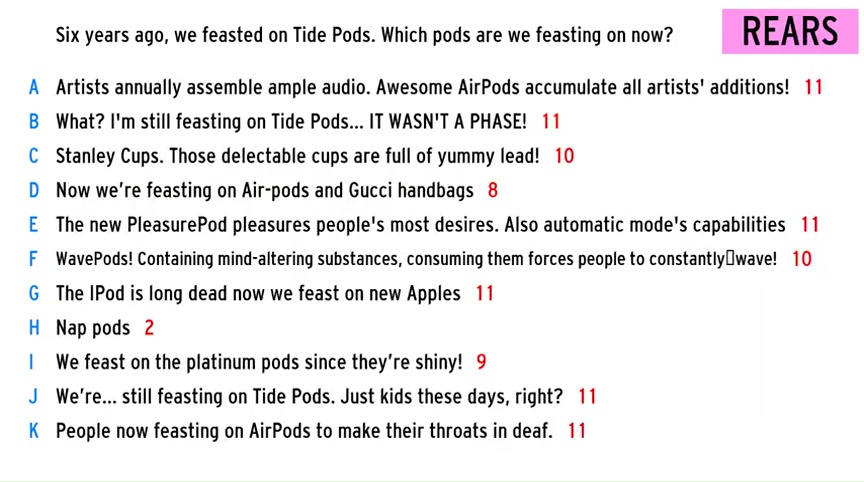 Six years ago, we feasted on Tide Pods. Which pods are we feasting on now?
REARS
A Artists annually assemble ample audio. Awesome AirPods accumulate all artists' additions! 11
B What? I'm still feasting on Tide Pods... IT WASN'T A PHASE! 11
C Stanley Cups. Those delectable cups are full of yummy lead! 10
D Now we're feasting on Air-pods and Gucci handbags 8
E The new PleasurePod pleasures people's most desires. Also automatic mode's capabilities 11
F WavePods! Containing mind-altering substances, consuming them forces people to constantly▯wave! 10
G The IPod is long dead now we feast on new Apples 11
H Nap pods 2
I We feast on the platinum pods since they're shiny! 9
J We're... still feasting on Tide Pods. Just kids these days, right? 11
K People now feasting on AirPods to make their throats in deaf. 11